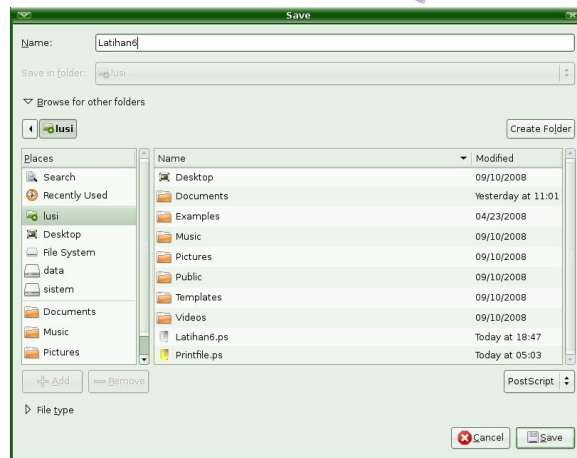 Save
Name: Latihan6
Save in folder: lusi
Browse for other folders
lusi Create Folder
Places Name Modified
Search Desktop 09/10/2008
Recently Used Documents Yesterday at 11:01
lusi Examples 04/23/2008
Desktop Music 09/10/2008
File System Pictures 09/10/2008
data Public 09/10/2008
sistem Templates 09/10/2008
Documents Videos 09/10/2008
Music Latihan6.ps Today at 18:47
Pictures Printfile.ps Today at 05:03
Add Remove PostScript
File type
Cancel Save